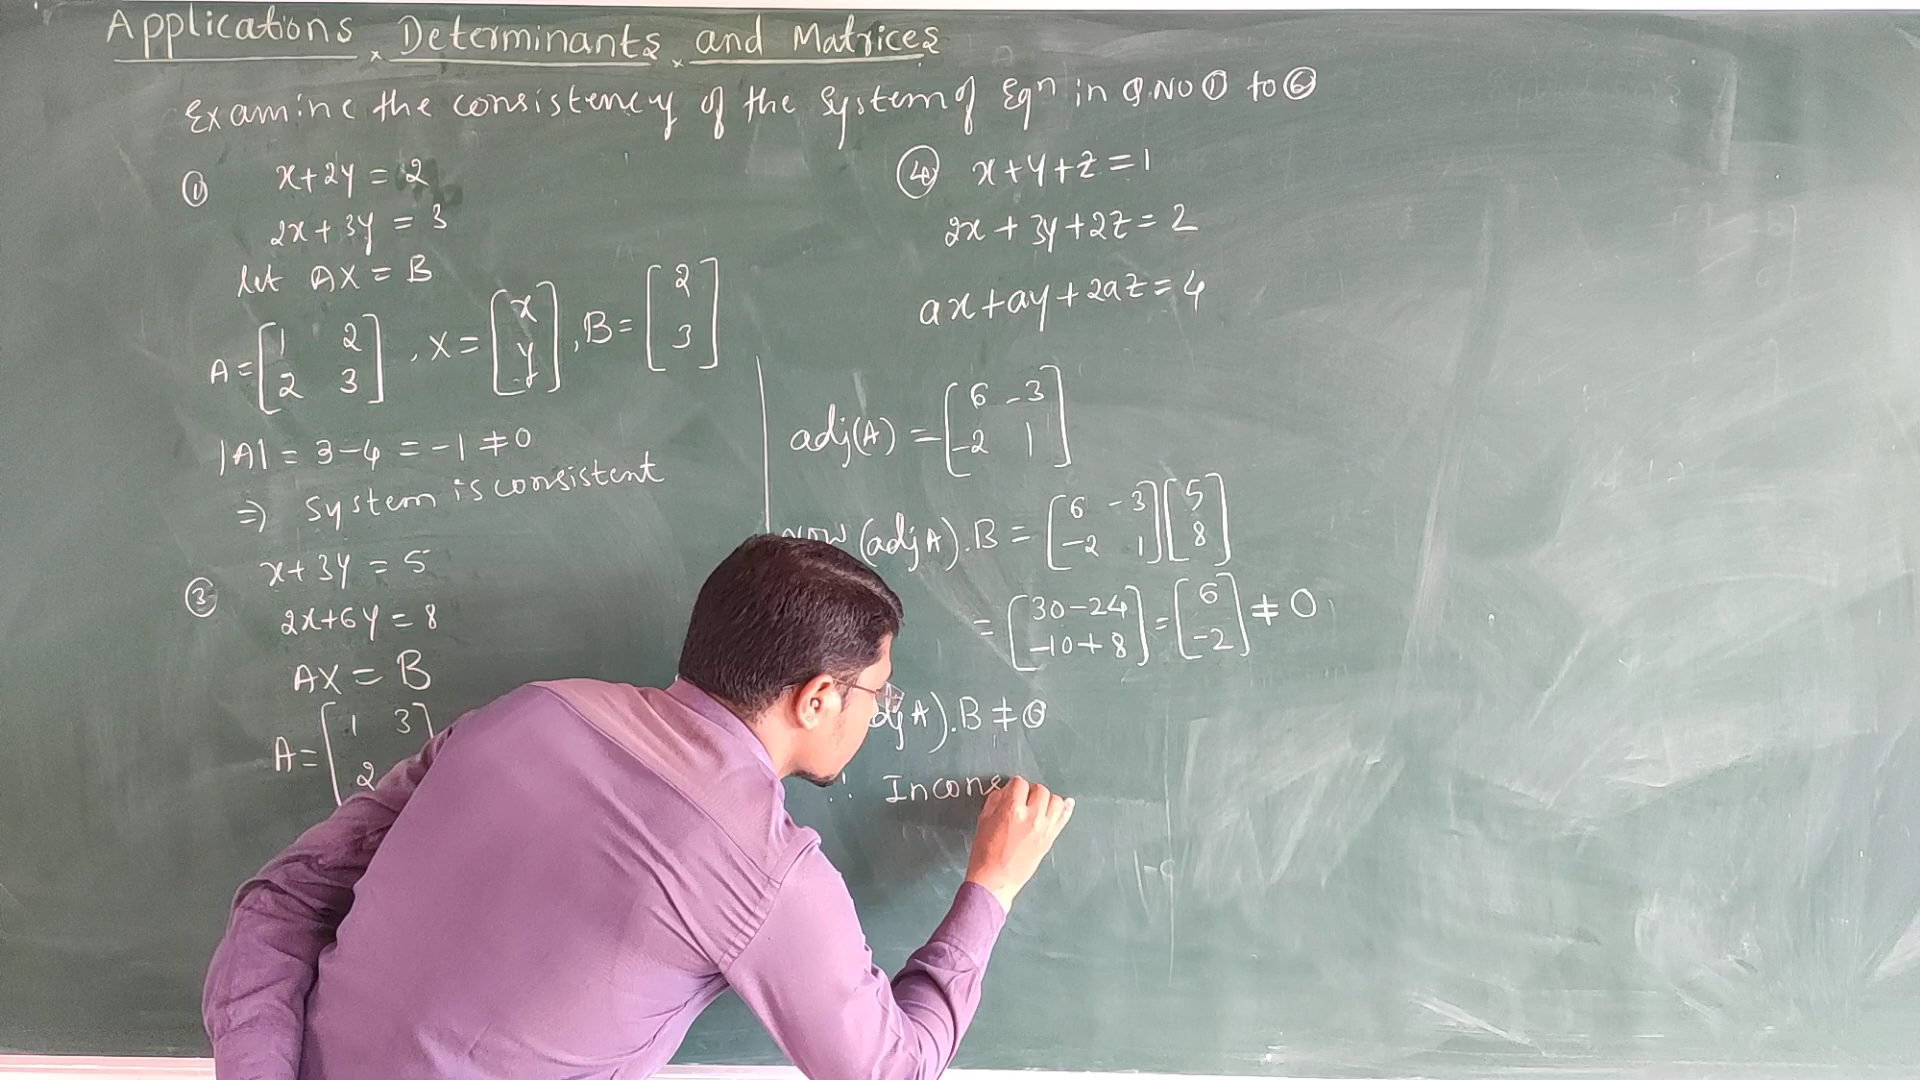 Applications Determinants and Matrices
Examine the consistency of the System of Eqn in Q.NO ① to ⑥
① x+2y = 2
2x+3y = 3
let AX = B
A = [1 2; 2 3], X = [x; y], B = [2; 3]
|A| = 3-4 = -1 ≠ 0
⇒ System is consistent
③ x+3y = 5
2x+6y = 8
AX = B
A = [1 3; 2
④ x+y+z = 1
2x+3y+2z = 2
ax+ay+2az = 4
adj(A) = [6 -3; -2 1]
Now (adj A).B = [6 -3; -2 1][5; 8]
= [30-24; -10+8] = [6; -2] ≠ 0
dj A).B ≠ 0
∴ Incons